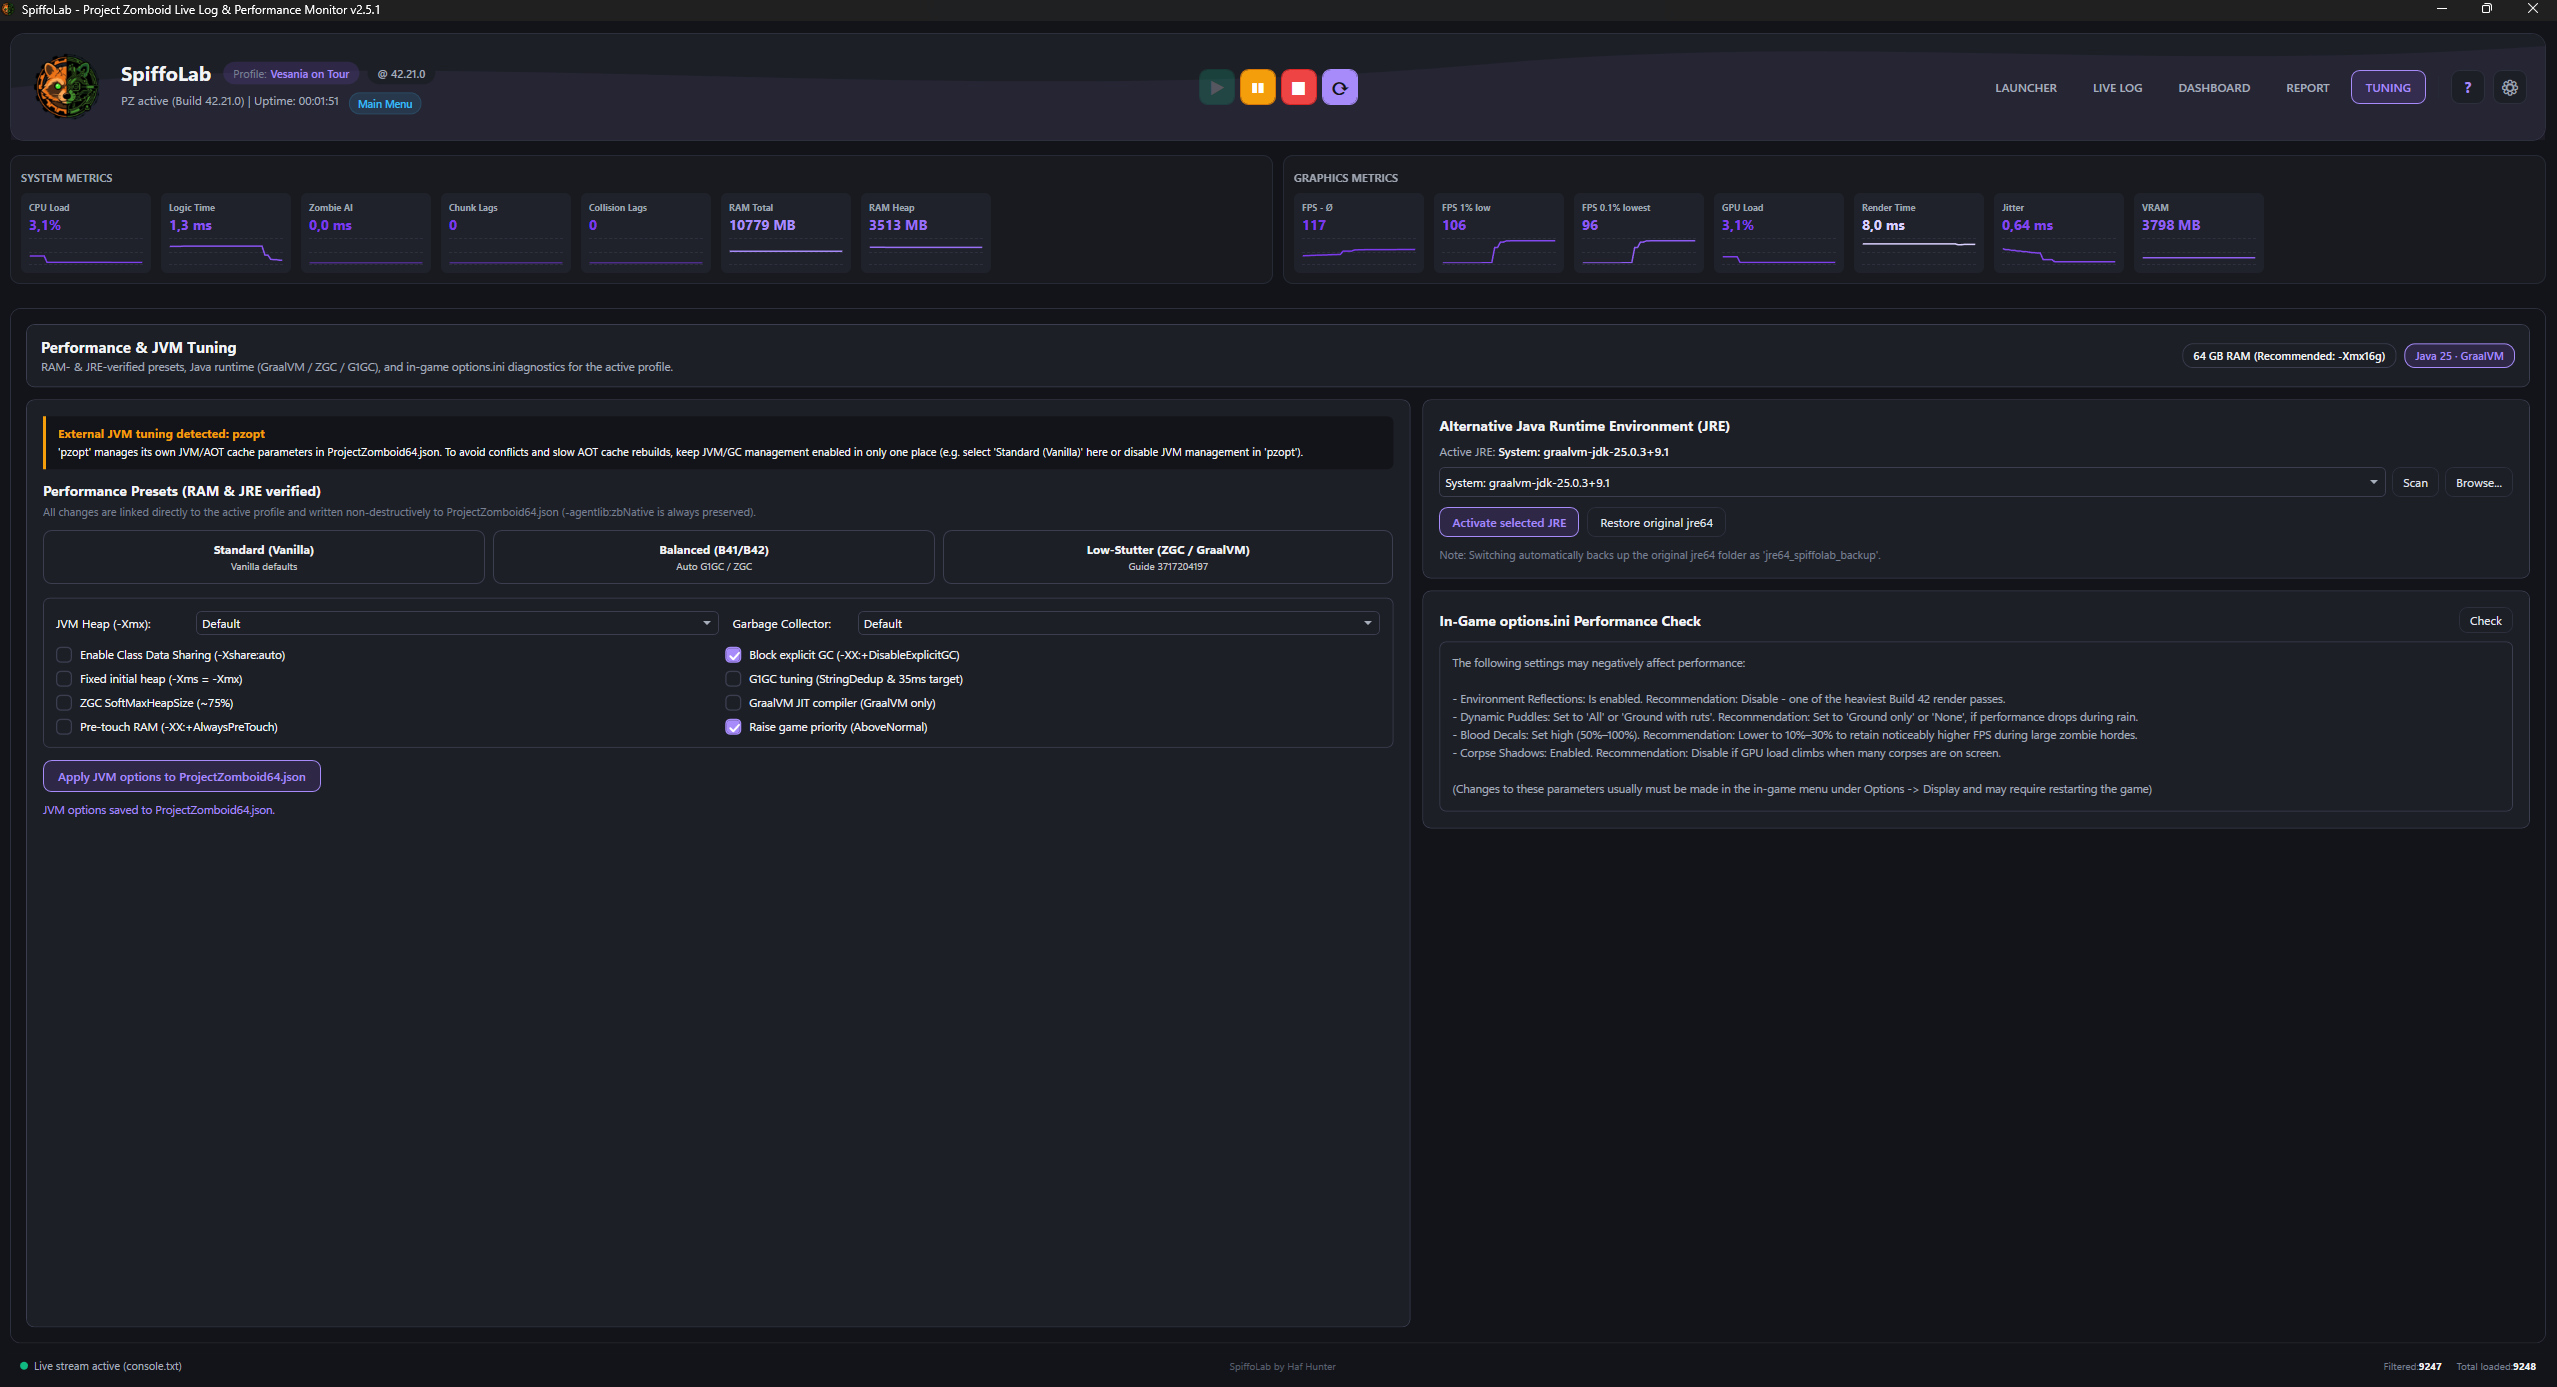 SpiffoLab - Project Zomboid Live Log & Performance Monitor v2.5.1
SpiffoLab
Profile: Vesania on Tour
@ 42.21.0
PZ active (Build 42.21.0) | Uptime: 00:01:51
Main Menu
LAUNCHER
LIVE LOG
DASHBOARD
REPORT
TUNING
?
SYSTEM METRICS
CPU Load
3,1%
Logic Time
1,3 ms
Zombie AI
0,0 ms
Chunk Lags
0
Collision Lags
0
RAM Total
10779 MB
RAM Heap
3513 MB
GRAPHICS METRICS
FPS - Ø
117
FPS 1% low
106
FPS 0.1% lowest
96
GPU Load
3,1%
Render Time
8,0 ms
Jitter
0,64 ms
VRAM
3798 MB
Performance & JVM Tuning
RAM- & JRE-verified presets, Java runtime (GraalVM / ZGC / G1GC), and in-game options.ini diagnostics for the active profile.
64 GB RAM (Recommended: -Xmx16g)
Java 25 · GraalVM
External JVM tuning detected: pzopt
'pzopt' manages its own JVM/AOT cache parameters in ProjectZomboid64.json. To avoid conflicts and slow AOT cache rebuilds, keep JVM/GC management enabled in only one place (e.g. select 'Standard (Vanilla)' here or disable JVM management in 'pzopt').
Performance Presets (RAM & JRE verified)
All changes are linked directly to the active profile and written non-destructively to ProjectZomboid64.json (-agentlib:zbNative is always preserved).
Standard (Vanilla)
Vanilla defaults
Balanced (B41/B42)
Auto G1GC / ZGC
Low-Stutter (ZGC / GraalVM)
Guide 3717204197
JVM Heap (-Xmx):
Default
Garbage Collector:
Default
Enable Class Data Sharing (-Xshare:auto)
Block explicit GC (-XX:+DisableExplicitGC)
Fixed initial heap (-Xms = -Xmx)
G1GC tuning (StringDedup & 35ms target)
ZGC SoftMaxHeapSize (~75%)
GraalVM JIT compiler (GraalVM only)
Pre-touch RAM (-XX:+AlwaysPreTouch)
Raise game priority (AboveNormal)
Apply JVM options to ProjectZomboid64.json
JVM options saved to ProjectZomboid64.json.
Alternative Java Runtime Environment (JRE)
Active JRE: System: graalvm-jdk-25.0.3+9.1
System: graalvm-jdk-25.0.3+9.1
Scan
Browse...
Activate selected JRE
Restore original jre64
Note: Switching automatically backs up the original jre64 folder as 'jre64_spiffolab_backup'.
In-Game options.ini Performance Check
Check
The following settings may negatively affect performance:
- Environment Reflections: Is enabled. Recommendation: Disable - one of the heaviest Build 42 render passes.
- Dynamic Puddles: Set to 'All' or 'Ground with ruts'. Recommendation: Set to 'Ground only' or 'None', if performance drops during rain.
- Blood Decals: Set high (50%–100%). Recommendation: Lower to 10%–30% to retain noticeably higher FPS during large zombie hordes.
- Corpse Shadows: Enabled. Recommendation: Disable if GPU load climbs when many corpses are on screen.
(Changes to these parameters usually must be made in the in-game menu under Options -> Display and may require restarting the game)
Live stream active (console.txt)
SpiffoLab by Haf Hunter
Filtered:9247
Total loaded:9248